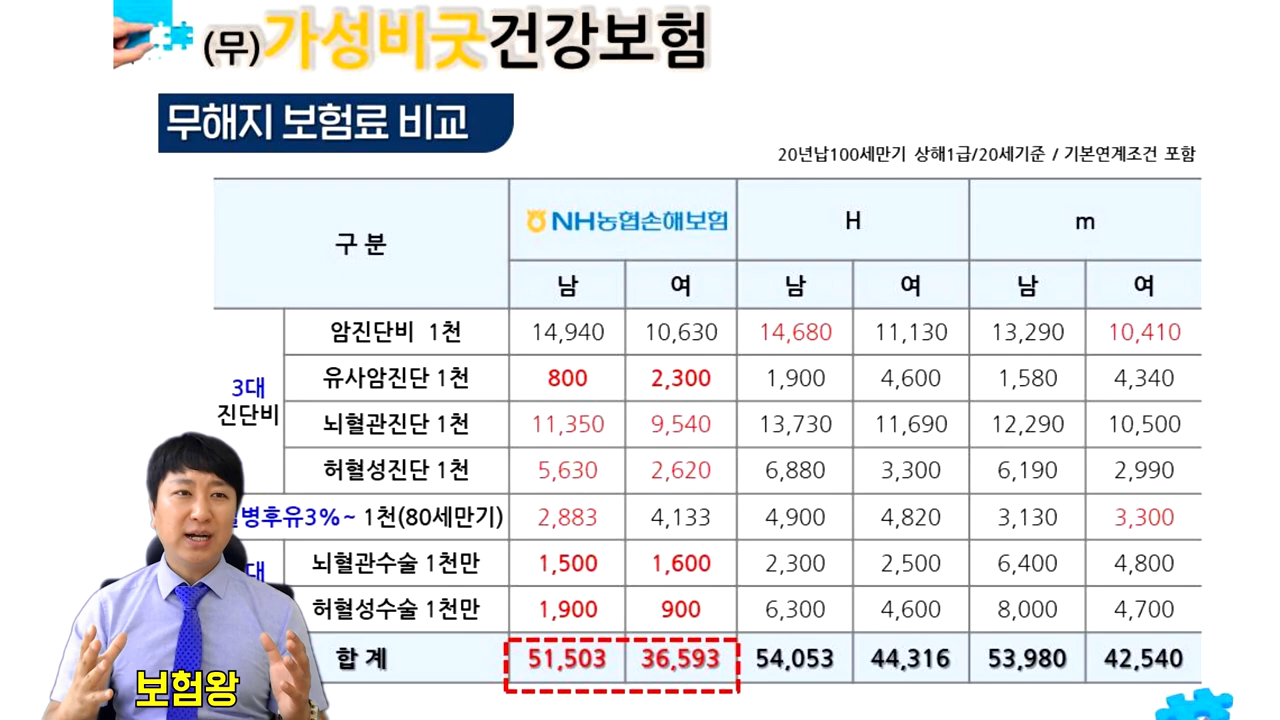 (무)가성비굿건강보험
무해지 보험료 비교
20년납100세만기 상해1급/20세기준 / 기본연계조건 포함
구 분 NH농협손해보험 H m
남 여 남 여 남 여
3대 진단비
암진단비 1천 14,940 10,630 14,680 11,130 13,290 10,410
유사암진단 1천 800 2,300 1,900 4,600 1,580 4,340
뇌혈관진단 1천 11,350 9,540 13,730 11,690 12,290 10,500
허혈성진단 1천 5,630 2,620 6,880 3,300 6,190 2,990
병후유3%~ 1천(80세만기) 2,883 4,133 4,900 4,820 3,130 3,300
대
뇌혈관수술 1천만 1,500 1,600 2,300 2,500 6,400 4,800
허혈성수술 1천만 1,900 900 6,300 4,600 8,000 4,700
합 계 51,503 36,593 54,053 44,316 53,980 42,540
보험왕